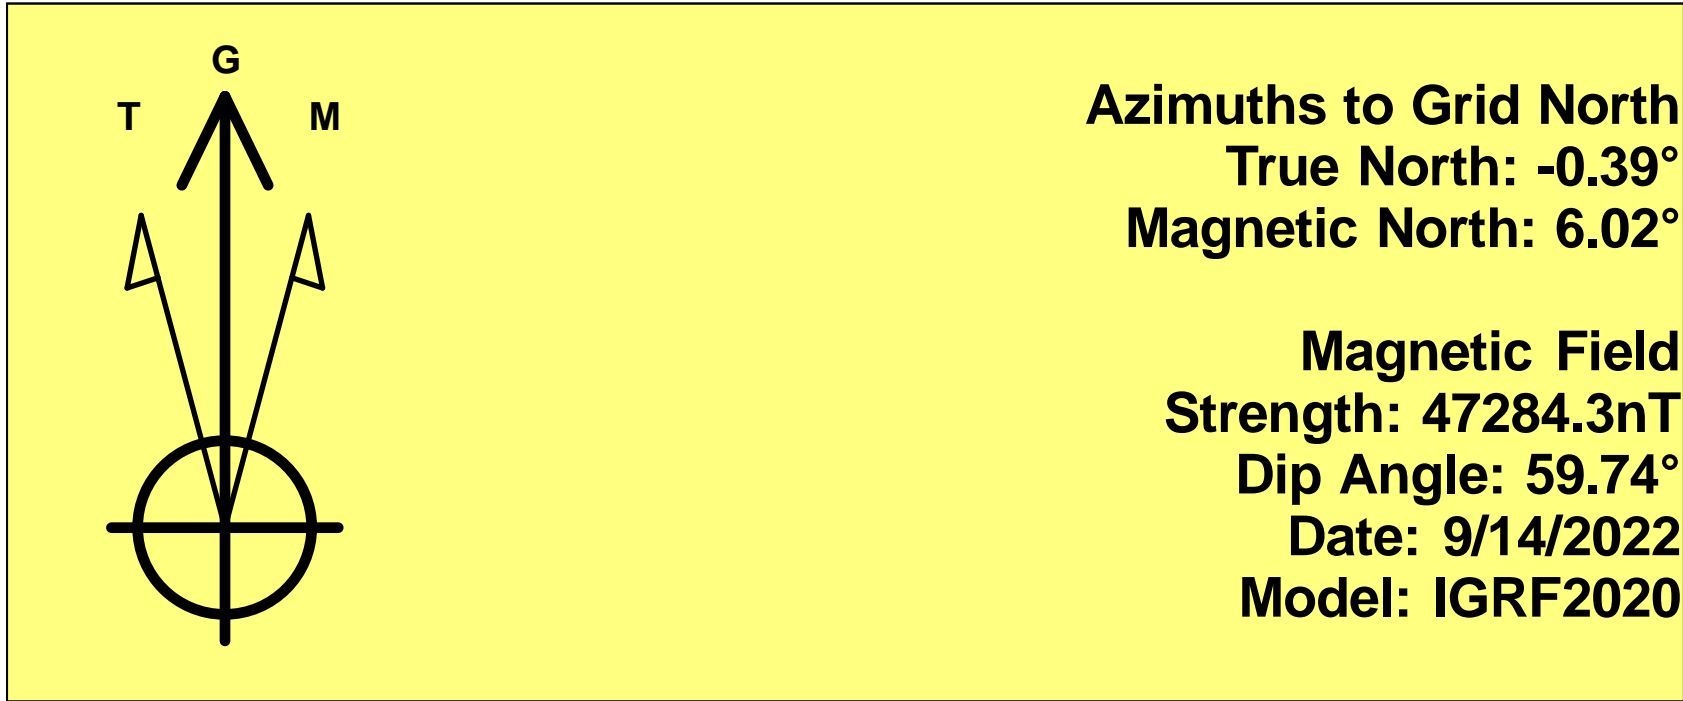 G
T M
Azimuths to Grid North
True North: -0.39°
Magnetic North: 6.02°
Magnetic Field
Strength: 47284.3nT
Dip Angle: 59.74°
Date: 9/14/2022
Model: IGRF2020